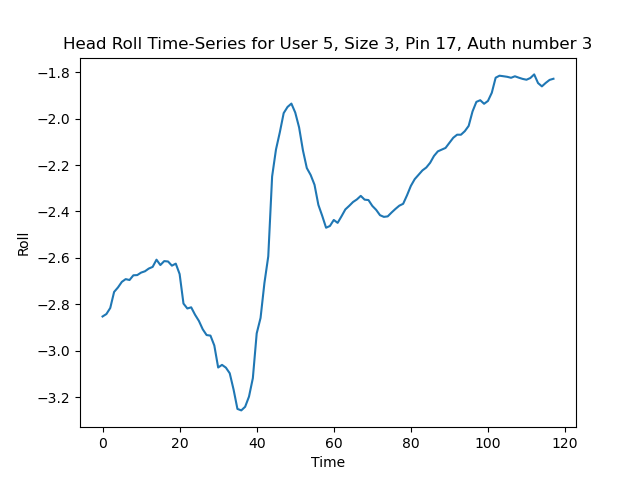 Head Roll Time-Series for User 5, Size 3, Pin 17, Auth number 3
−1.8
−2.0
−2.2
−2.4
−2.6
−2.8
−3.0
−3.2
Roll
0 20 40 60 80 100 120
Time